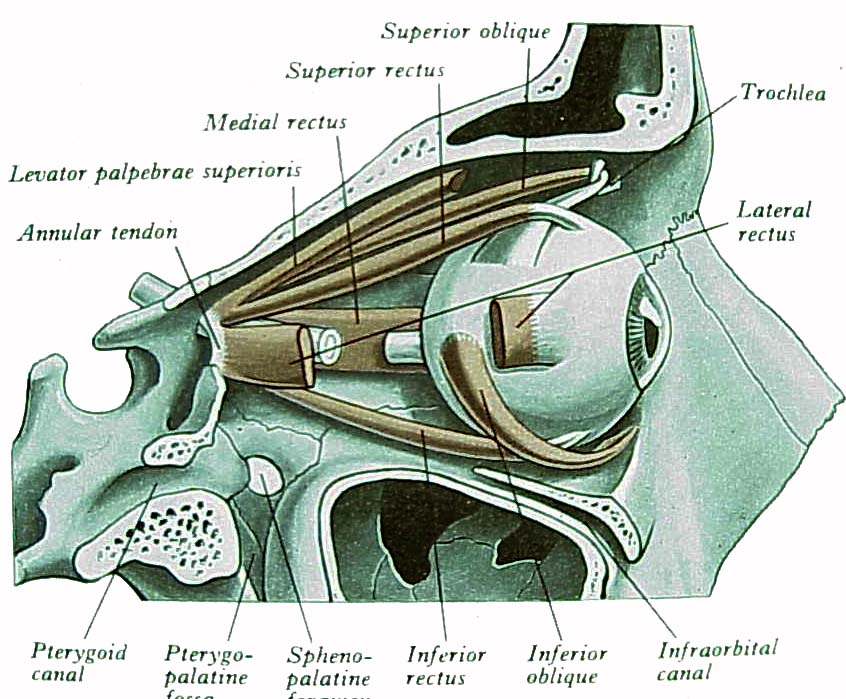 Superior oblique
Superior rectus
Trochlea
Medial rectus
Levator palpebrae superioris
Lateral
rectus
Annular tendon
Pterygoid
canal
Pterygo-
palatine
fossa
Spheno-
palatine
Inferior
rectus
Inferior
oblique
Infraorbital
canal